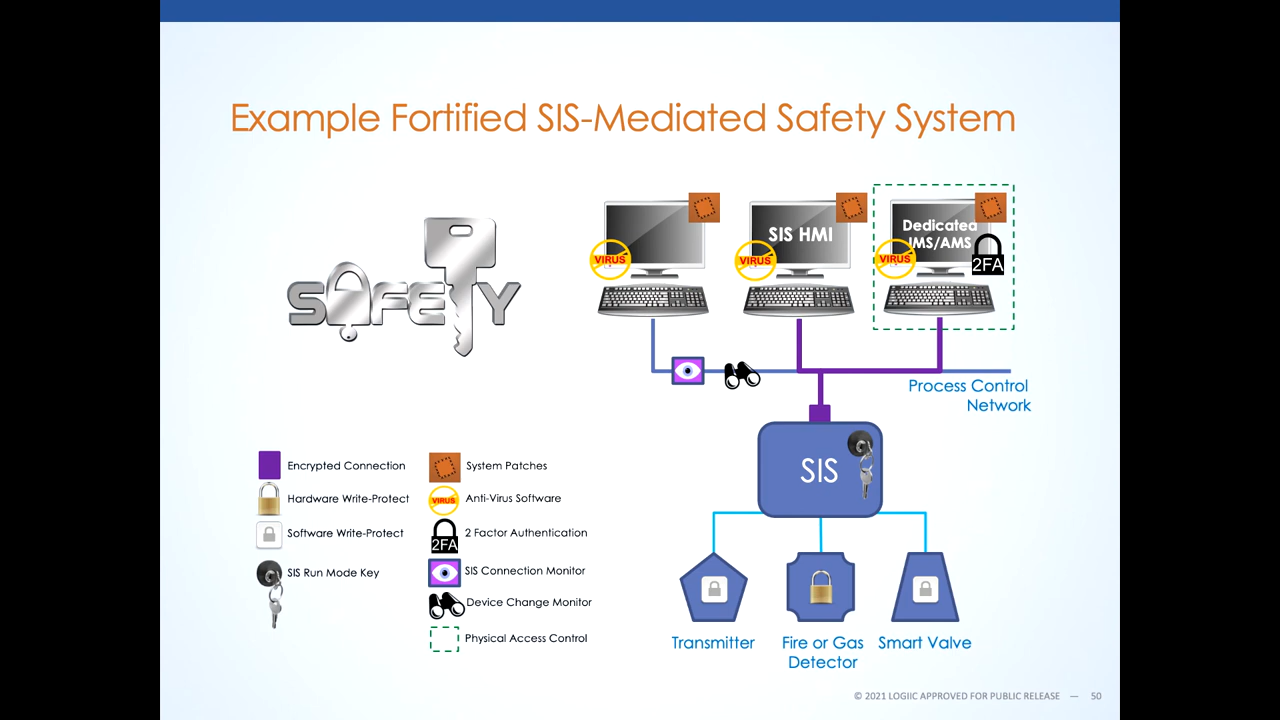 Example Fortified SIS-Mediated Safety System
SAFETY
VIRUS
SIS HMI
VIRUS
Dedicated
IMS/AMS
VIRUS
2FA
Process Control
Network
SIS
Encrypted Connection
Hardware Write-Protect
Software Write-Protect
SIS Run Mode Key
System Patches
VIRUS
Anti-Virus Software
2FA
2 Factor Authentication
SIS Connection Monitor
Device Change Monitor
Physical Access Control
Transmitter
Fire or Gas
Detector
Smart Valve
© 2021 LOGIIC APPROVED FOR PUBLIC RELEASE — 50